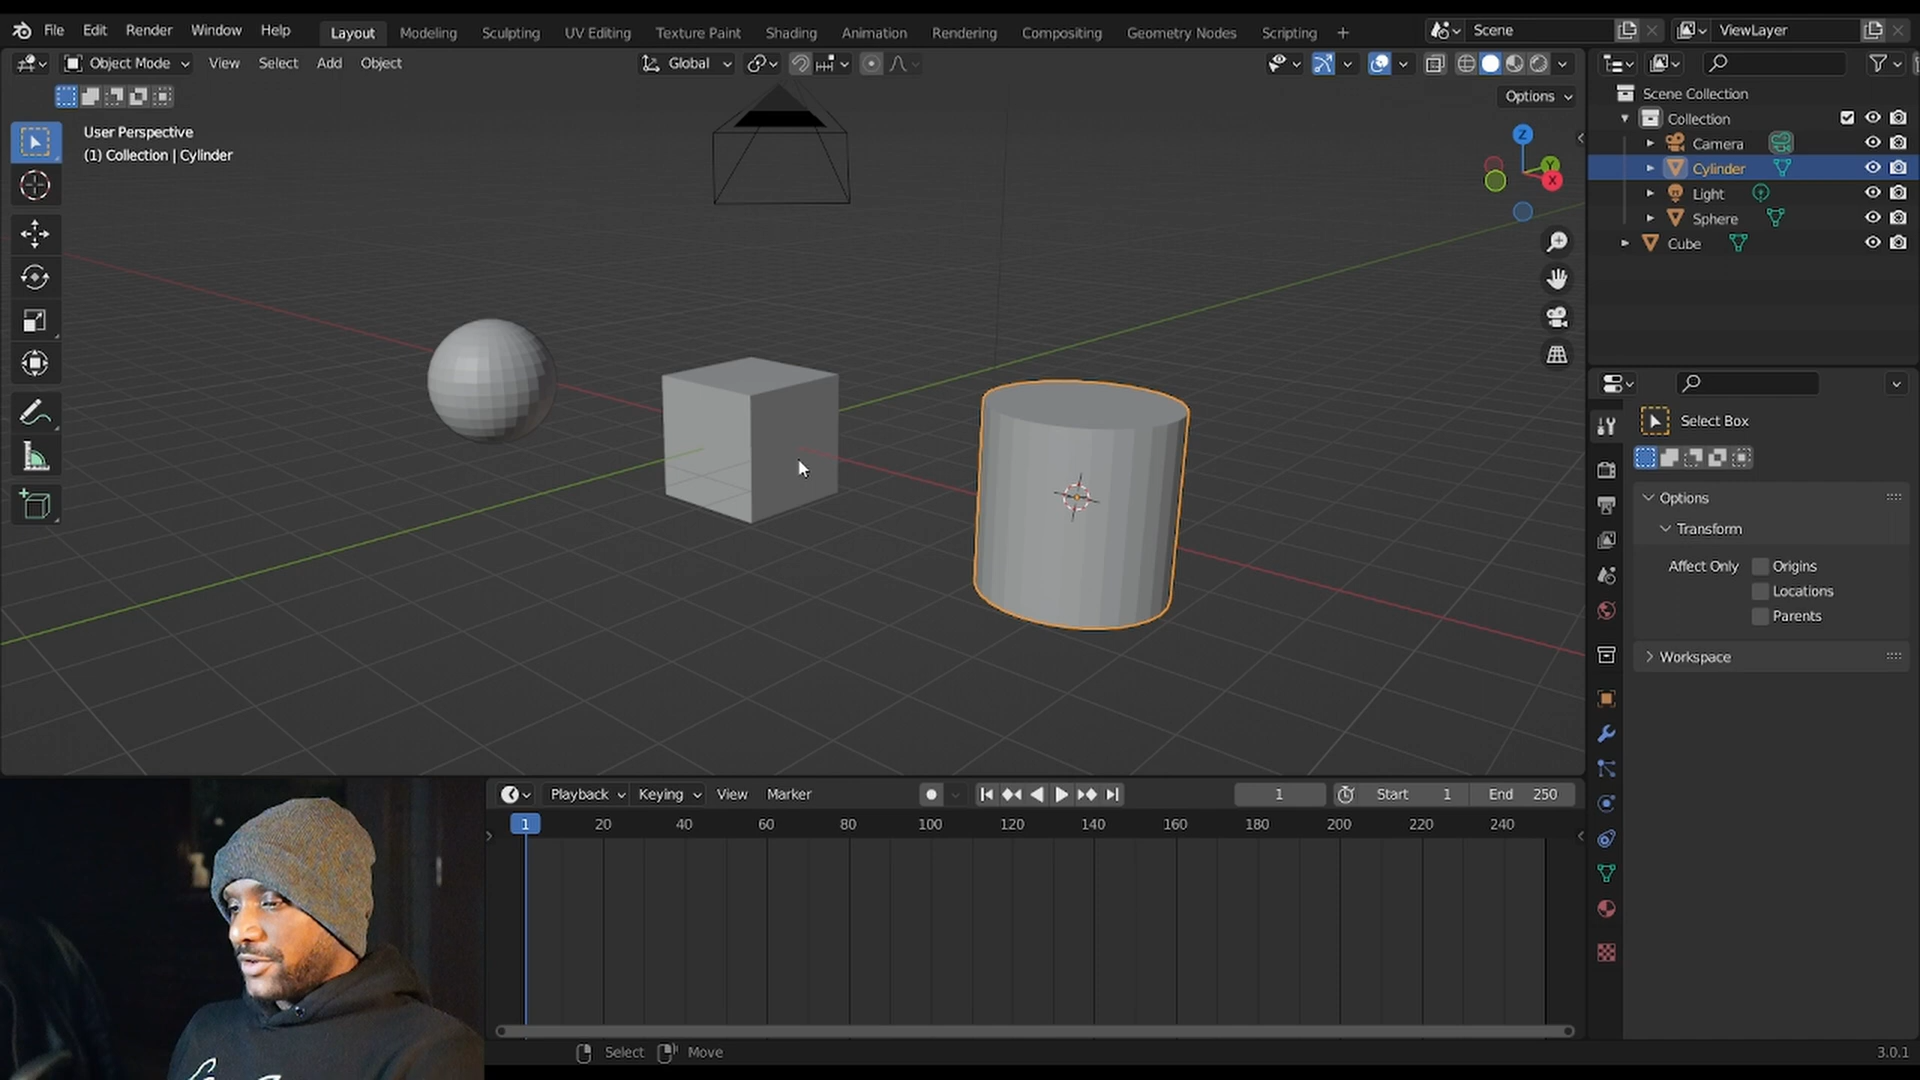 File Edit Render Window Help Layout Modeling Sculpting UV Editing Texture Paint Shading Animation Rendering Compositing Geometry Nodes Scripting + Scene ViewLayer
Object Mode View Select Add Object Global
Options
User Perspective
(1) Collection | Cylinder
Z
Y
X
Scene Collection
Collection
Camera
Cylinder
Light
Sphere
Cube
Select Box
Options
Transform
Affect Only Origins
Locations
Parents
Workspace
Playback Keying View Marker 1 Start 1 End 250
1 20 40 60 80 100 120 140 160 180 200 220 240
Select Move 3.0.1